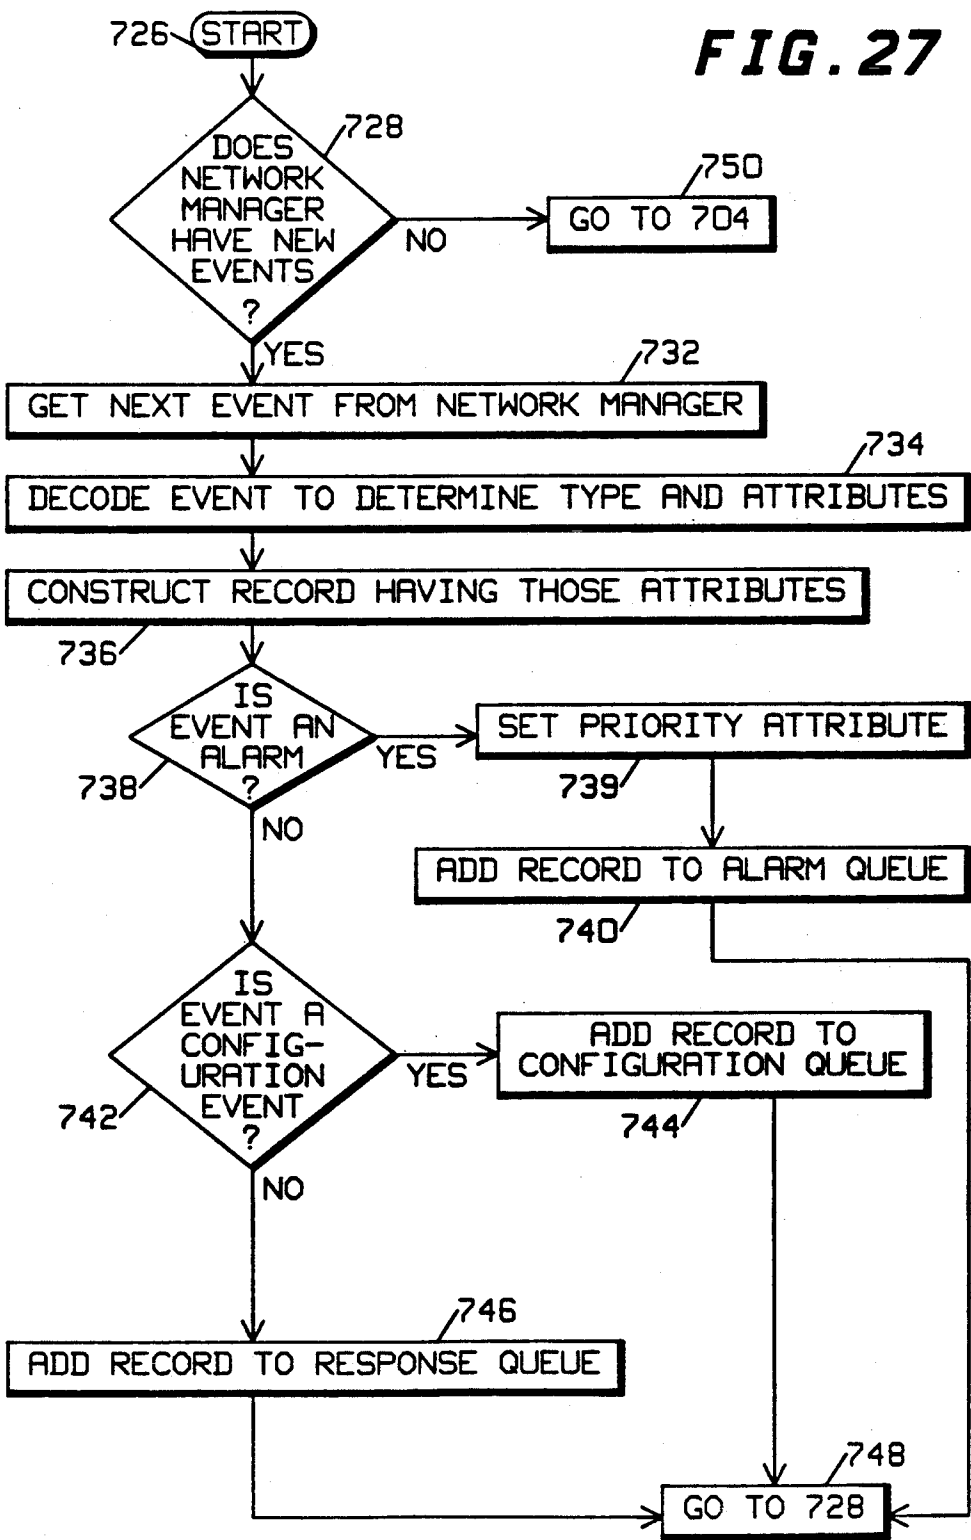 726 START
FIG. 27
728
DOES
NETWORK
MANAGER
HAVE NEW
EVENTS
?
NO
750
GO TO 704
YES
732
GET NEXT EVENT FROM NETWORK MANAGER
734
DECODE EVENT TO DETERMINE TYPE AND ATTRIBUTES
CONSTRUCT RECORD HAVING THOSE ATTRIBUTES
736
IS
EVENT AN
ALARM
?
738
YES
SET PRIORITY ATTRIBUTE
739
NO
ADD RECORD TO ALARM QUEUE
740
IS
EVENT A
CONFIG-
URATION
EVENT
?
742
YES
ADD RECORD TO
CONFIGURATION QUEUE
744
NO
746
ADD RECORD TO RESPONSE QUEUE
748
GO TO 728